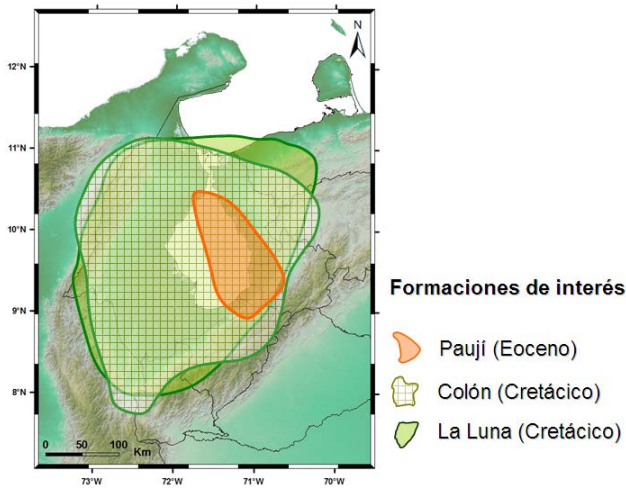 N
12°N
11°N
10°N
9°N
8°N
0 50 100
Km
73°W 72°W 71°W 70°W
Formaciones de interés
Paují (Eoceno)
Colón (Cretácico)
La Luna (Cretácico)